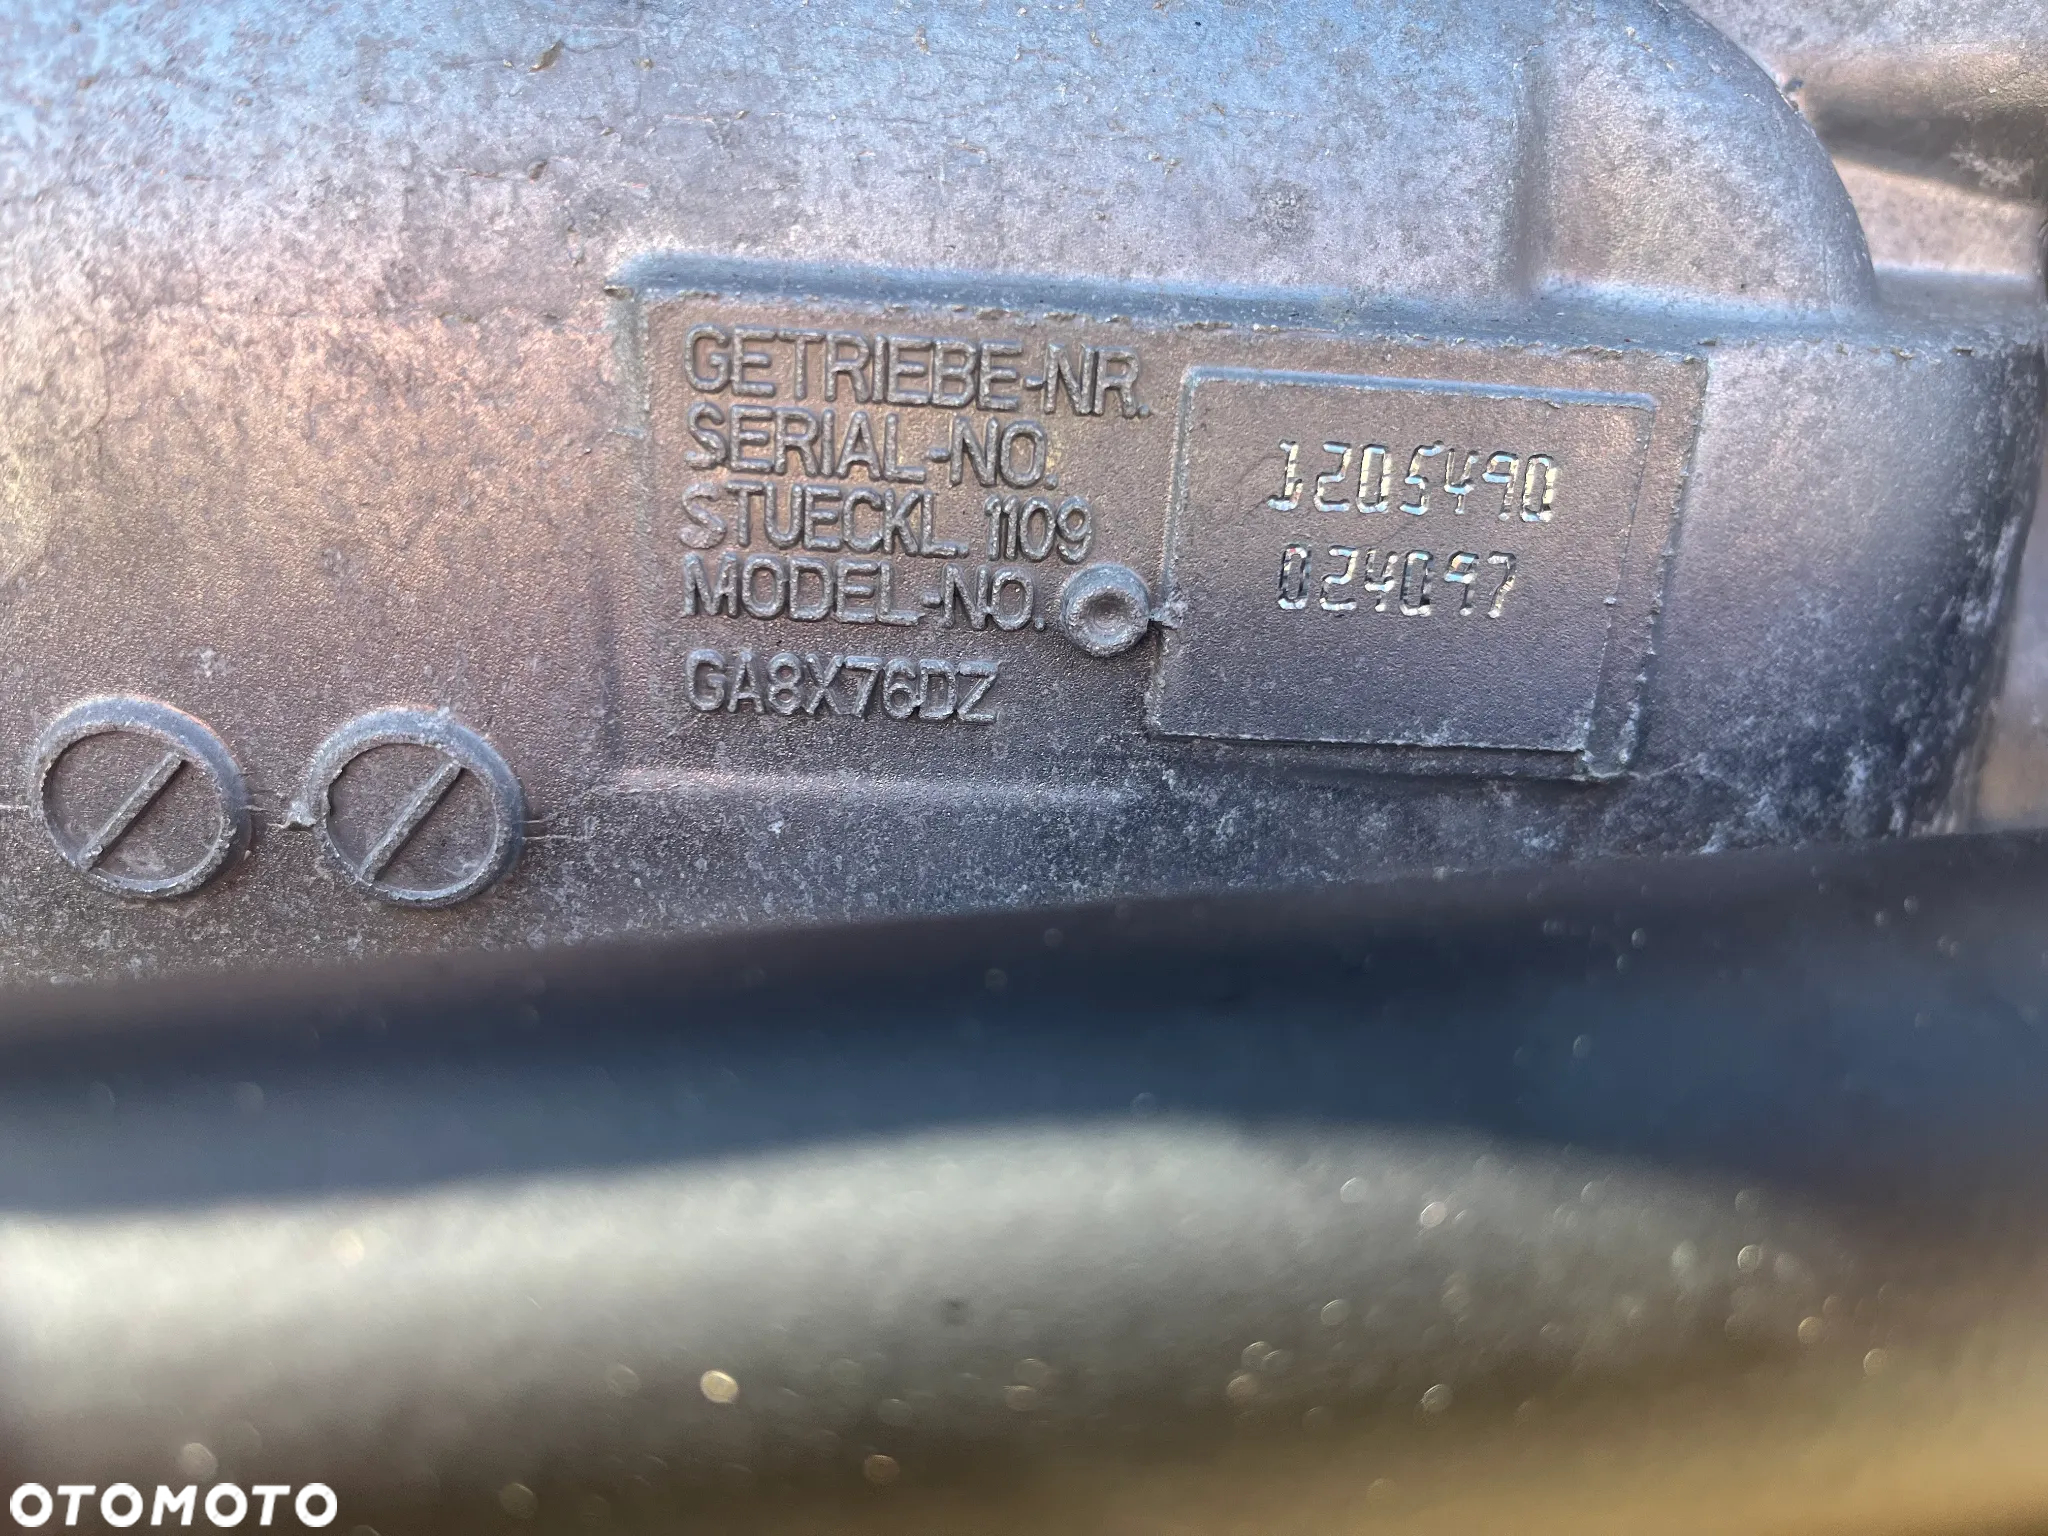 GETRIEBE-NR.
SERIAL-NO.
STUECKL. 1109
MODEL-NO.
GA8X76DZ
1205490
024097
OTOMOTO